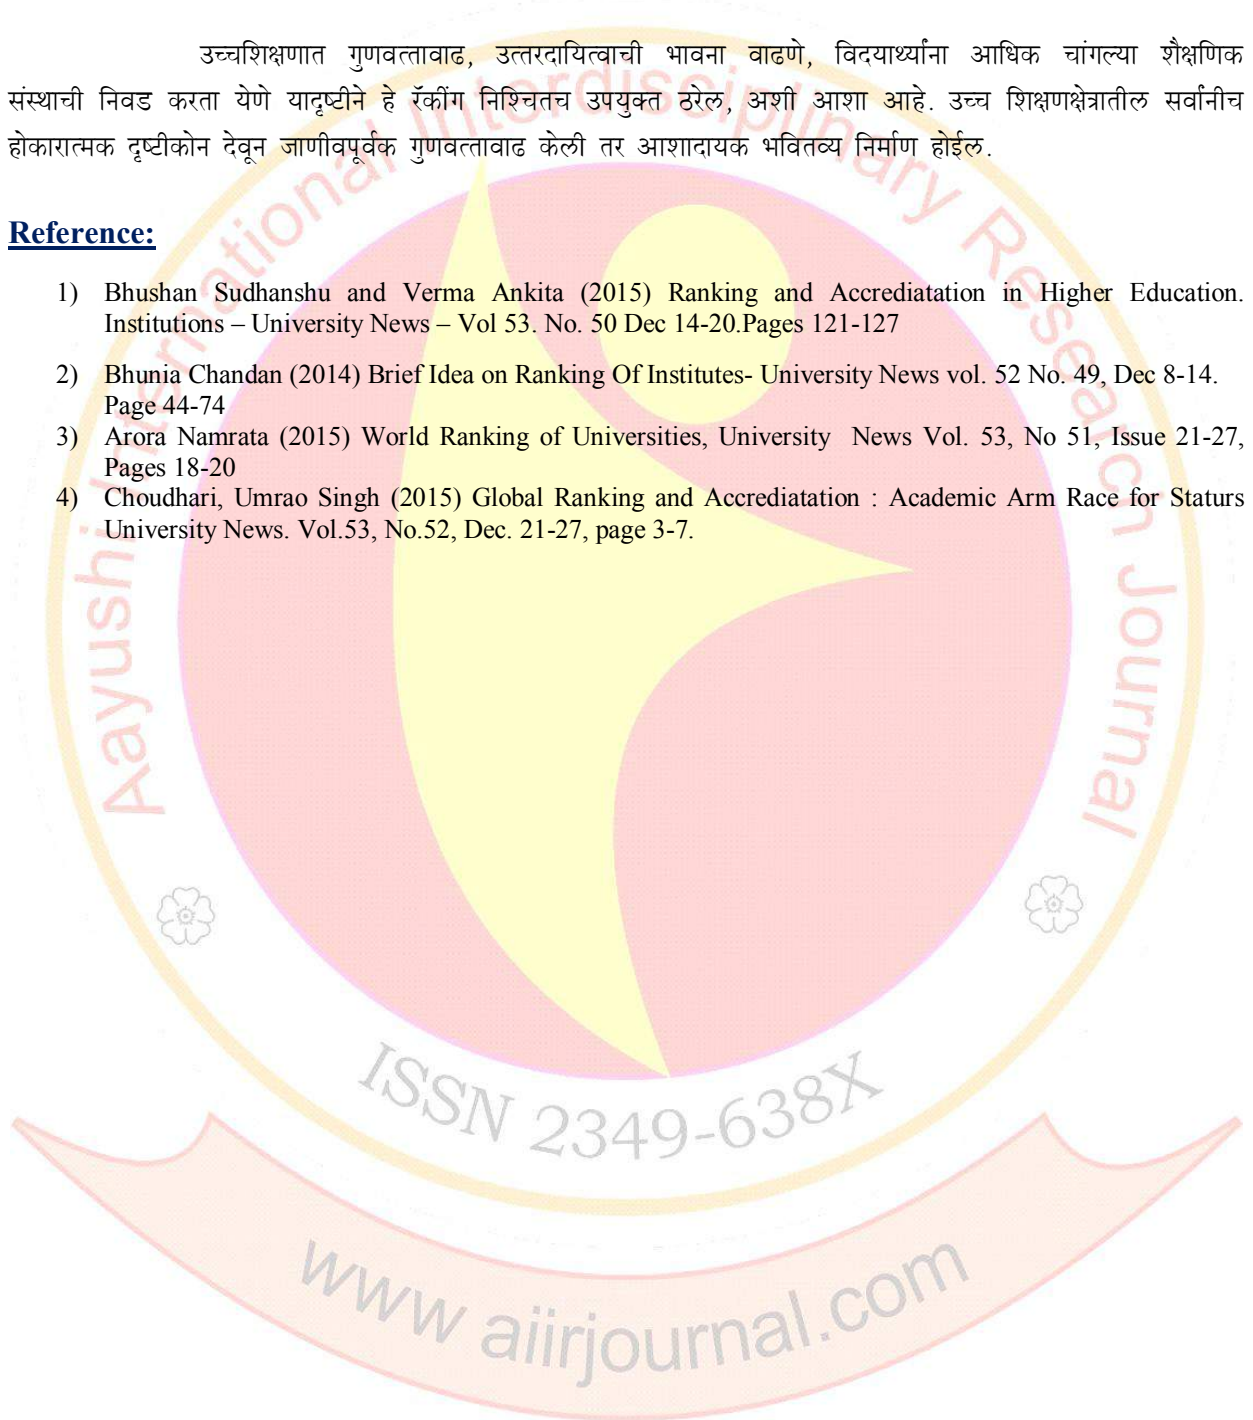 उच्चशिक्षणात गुणवत्तावाढ, उत्तरदायित्वाची भावना वाढणे, विदयार्थ्यांना आधिक चांगल्या शैक्षणिक
संस्थाची निवड करता येणे यादृष्टीने हे रॅकींग निश्चितच उपयुक्त ठरेल, अशी आशा आहे. उच्च शिक्षणक्षेत्रातील सर्वांनीच
होकारात्मक दृष्टीकोन देवून जाणीवपूर्वक गुणवत्तावाढ केली तर आशादायक भवितव्य निर्माण होईल.
Reference:
1) Bhushan Sudhanshu and Verma Ankita (2015) Ranking and Accrediatation in Higher Education.
Institutions – University News – Vol 53. No. 50 Dec 14-20.Pages 121-127
2) Bhunia Chandan (2014) Brief Idea on Ranking Of Institutes- University News vol. 52 No. 49, Dec 8-14.
Page 44-74
3) Arora Namrata (2015) World Ranking of Universities, University News Vol. 53, No 51, Issue 21-27,
Pages 18-20
4) Choudhari, Umrao Singh (2015) Global Ranking and Accrediatation : Academic Arm Race for Staturs
University News. Vol.53, No.52, Dec. 21-27, page 3-7.
Aayushi International Interdisciplinary Research Journal
ISSN 2349-638X
www aiirjournal.com